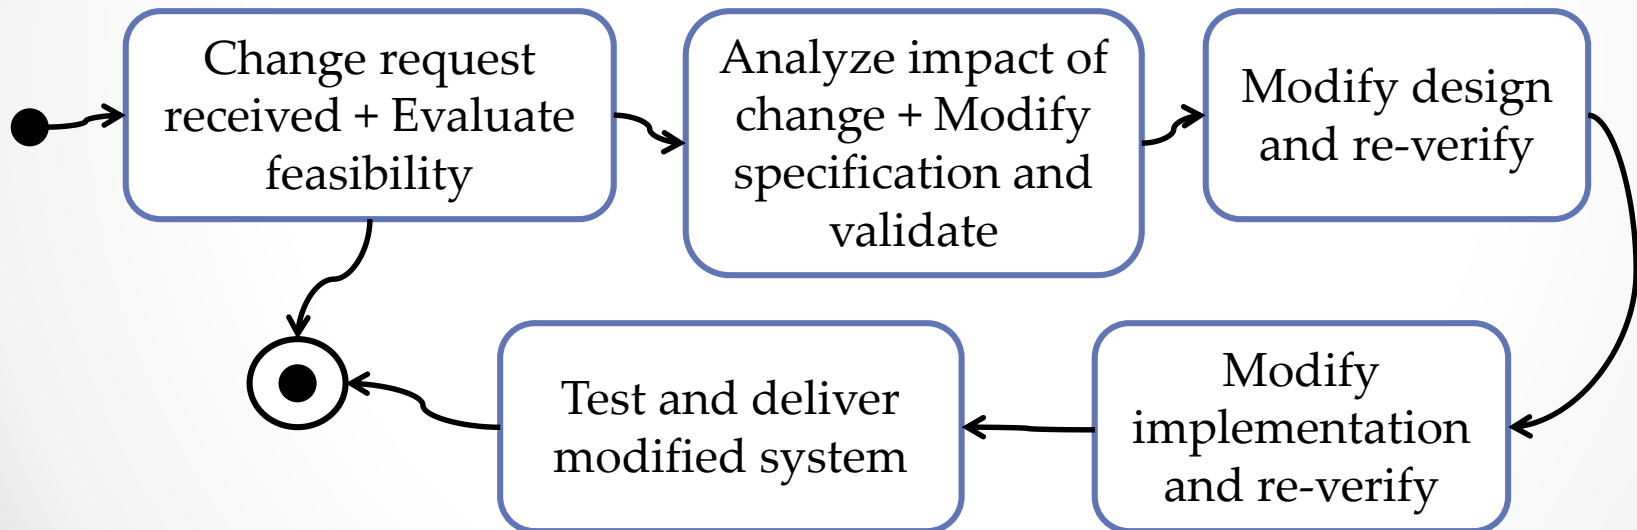 Change request
received + Evaluate
feasibility
Analyze impact of
change + Modify
specification and
validate
Modify design
and re-verify
Modify
implementation
and re-verify
Test and deliver
modified system